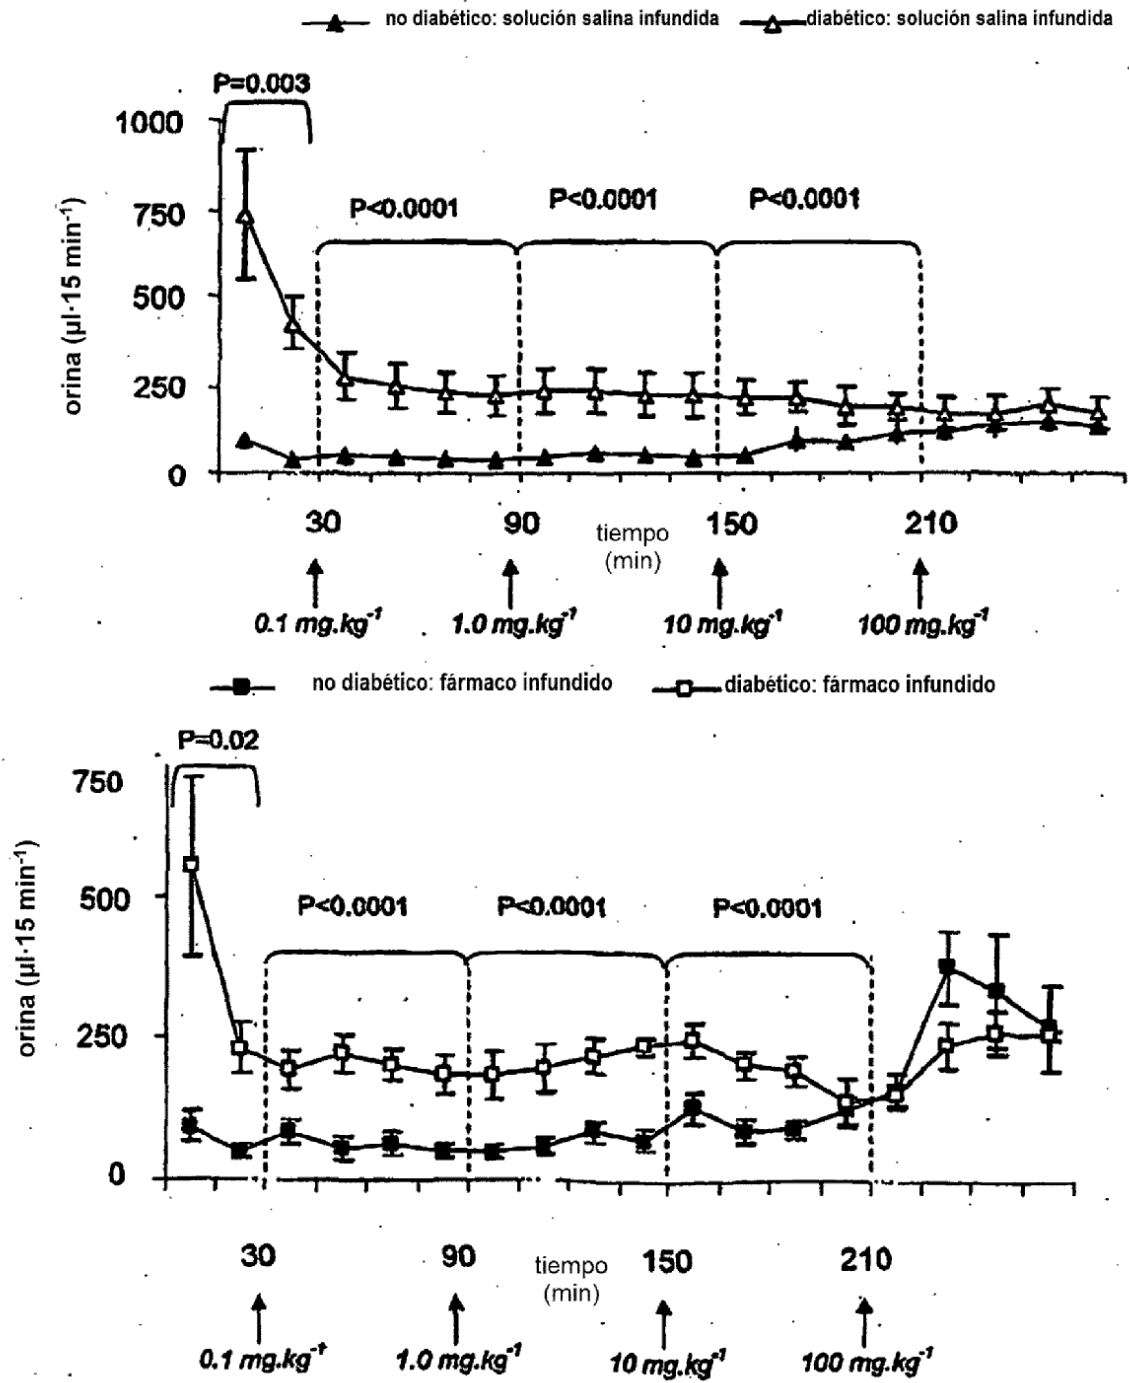 no diabético: solución salina infundida diabético: solución salina infundida
P=0.003
1000
P<0.0001 P<0.0001 P<0.0001
750
500
250
0
orina (µl·15 min⁻¹)
30 90 tiempo 150 210
(min)
0.1 mg.kg⁻¹ 1.0 mg.kg⁻¹ 10 mg.kg⁻¹ 100 mg.kg⁻¹
no diabético: fármaco infundido diabético: fármaco infundido
P=0.02
750
500 P<0.0001 P<0.0001 P<0.0001
250
0
orina (µl·15 min⁻¹)
30 90 tiempo 150 210
(min)
0.1 mg.kg⁻¹ 1.0 mg.kg⁻¹ 10 mg.kg⁻¹ 100 mg.kg⁻¹